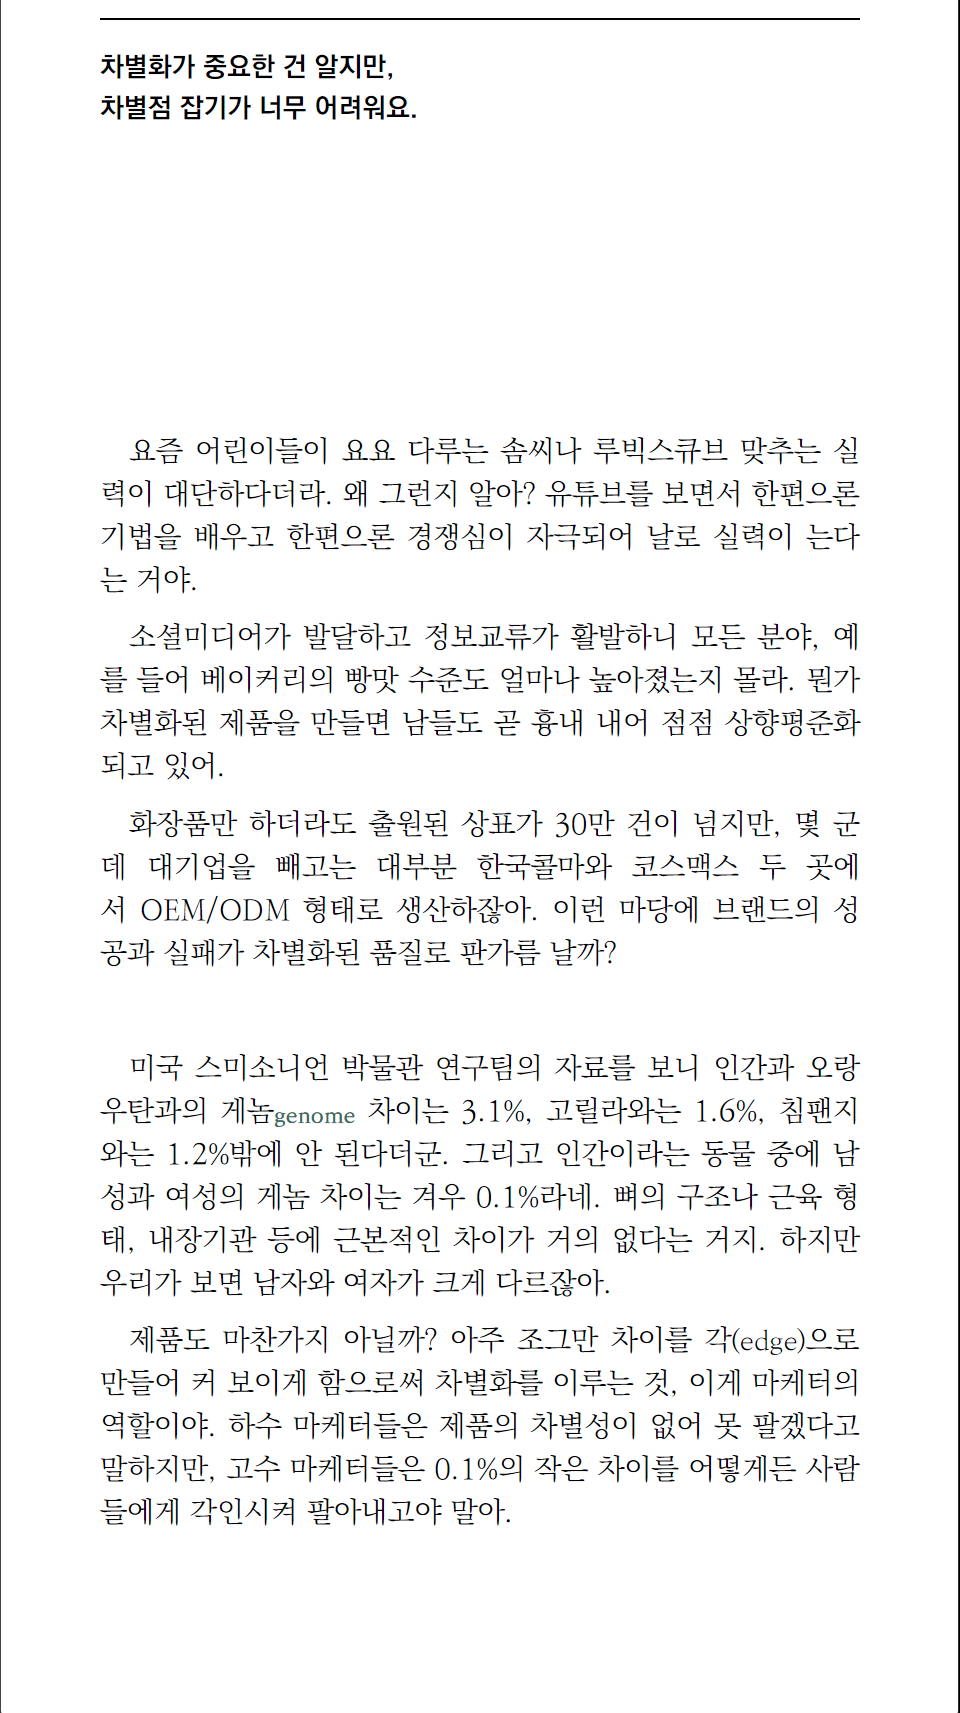 차별화가 중요한 건 알지만,
차별점 잡기가 너무 어려워요.
요즘 어린이들이 요요 다루는 솜씨나 루빅스큐브 맞추는 실
력이 대단하다더라. 왜 그런지 알아? 유튜브를 보면서 한편으론
기법을 배우고 한편으론 경쟁심이 자극되어 날로 실력이 는다
는 거야.
소셜미디어가 발달하고 정보교류가 활발하니 모든 분야, 예
를 들어 베이커리의 빵맛 수준도 얼마나 높아졌는지 몰라. 뭔가
차별화된 제품을 만들면 남들도 곧 흉내 내어 점점 상향평준화
되고 있어.
화장품만 하더라도 출원된 상표가 30만 건이 넘지만, 몇 군
데 대기업을 빼고는 대부분 한국콜마와 코스맥스 두 곳에
서 OEM/ODM 형태로 생산하잖아. 이런 마당에 브랜드의 성
공과 실패가 차별화된 품질로 판가름 날까?
미국 스미소니언 박물관 연구팀의 자료를 보니 인간과 오랑
우탄과의 게놈genome 차이는 3.1%, 고릴라와는 1.6%, 침팬지
와는 1.2%밖에 안 된다더군. 그리고 인간이라는 동물 중에 남
성과 여성의 게놈 차이는 겨우 0.1%라네. 뼈의 구조나 근육 형
태, 내장기관 등에 근본적인 차이가 거의 없다는 거지. 하지만
우리가 보면 남자와 여자가 크게 다르잖아.
제품도 마찬가지 아닐까? 아주 조그만 차이를 각(edge)으로
만들어 커 보이게 함으로써 차별화를 이루는 것, 이게 마케터의
역할이야. 하수 마케터들은 제품의 차별성이 없어 못 팔겠다고
말하지만, 고수 마케터들은 0.1%의 작은 차이를 어떻게든 사람
들에게 각인시켜 팔아내고야 말아.